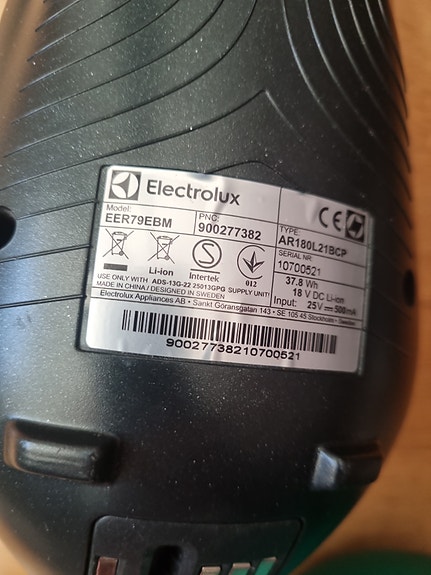 Electrolux
CE
Model:
EER79EBM
PNC:
900277382
TYPE:
AR180L21BCP
SERIAL NR
10700521
Li-ion
Intertek
S
012
37.8 Wh
18 V DC Li-ion
Input: 25V ⎓ 500mA
USE ONLY WITH ADS-13G-22 25013GPG SUPPLY UNIT!
MADE IN CHINA / DESIGNED IN SWEDEN
Electrolux Appliances AB • Sankt Göransgatan 143 • SE 105 45 Stockholm • Sweden
90027738210700521